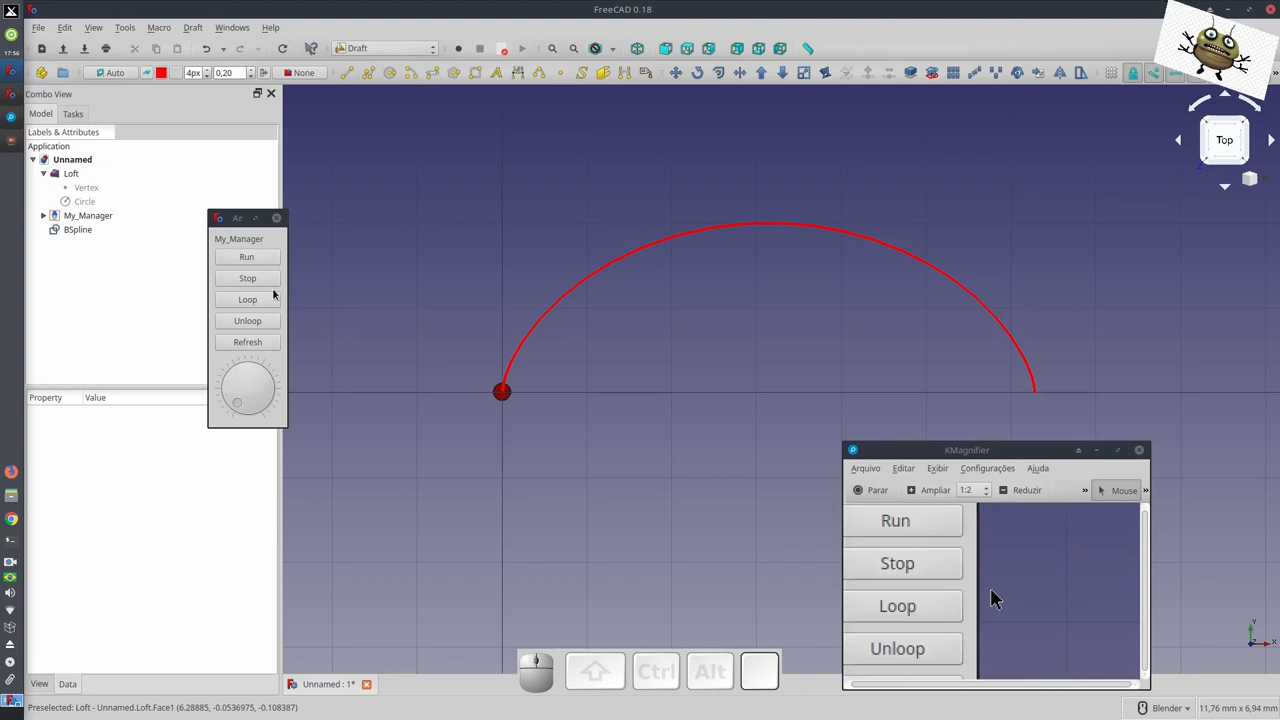 FreeCAD 0.18
File Edit View Tools Macro Draft Windows Help
17:56
Draft
Auto 4px 0,20 None
Combo View
Model Tasks
Labels & Attributes
Application
Unnamed
Loft
Vertex
Circle
My_Manager
BSpline
Ar
My_Manager
Run
Stop
Loop
Unloop
Refresh
Property Value
Top
KMagnifier
Arquivo Editar Exibir Configurações Ajuda
Parar Ampliar 1:2 Reduzir » Mouse »
Run
Stop
Loop
Unloop
Ctrl Alt
Y
Z X
View Data
Unnamed : 1*
Preselected: Loft - Unnamed.Loft.Face1 (6.28885, -0.0536975, -0.108387)
Blender 11,76 mm x 6,94 mm